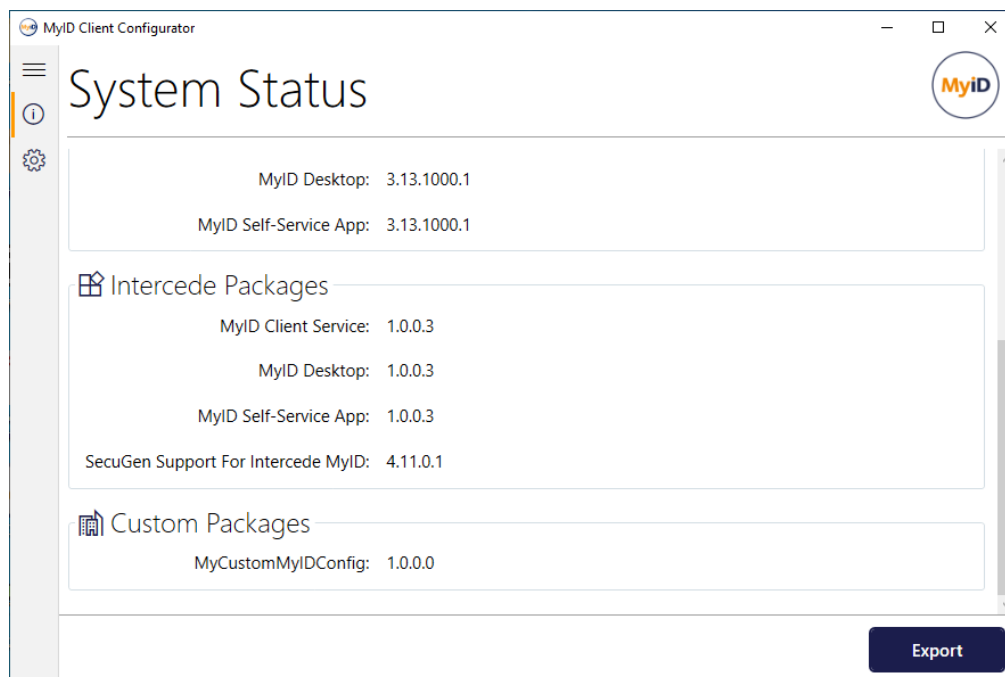 MyID Client Configurator
System Status
MyiD
MyID Desktop: 3.13.1000.1
MyID Self-Service App: 3.13.1000.1
Intercede Packages
MyID Client Service: 1.0.0.3
MyID Desktop: 1.0.0.3
MyID Self-Service App: 1.0.0.3
SecuGen Support For Intercede MyID: 4.11.0.1
Custom Packages
MyCustomMyIDConfig: 1.0.0.0
Export